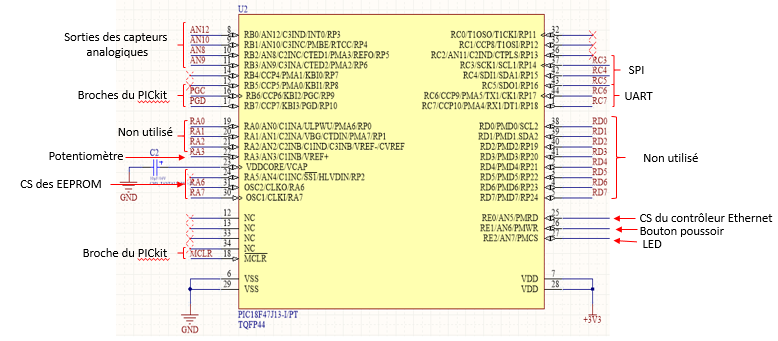 U2
Sorties des capteurs
analogiques
AN12
AN10
AN8
AN9
8
9
10
11
14
15
16
17
RB0/AN12/C3IND/INT0/RP3
RB1/AN10/C3INC/PMBE/RTCC/RP4
RB2/AN8/C2INC/CTED1/PMA3/REFO/RP5
RB3/AN9/C3INA/CTED2/PMA2/RP6
RB4/CCP4/PMA1/KBI0/RP7
RB5/CCP5/PMA0/KBI1/RP8
RB6/CCP6/KBI2/PGC/RP9
RB7/CCP7/KBI3/PGD/RP10
Broches du PICkit
PGC
PGD
Non utilisé
RA0
RA1
RA2
RA3
Potentiomètre
19
20
21
22
23
24
31
30
RA0/AN0/C1INA/ULPWU/PMA6/RP0
RA1/AN1/C2INA/VBG/CTDIN/PMA7/RP1
RA2/AN2/C2INB/C1IND/C3INB/VREF-/CVREF
RA3/AN3/C1INB/VREF+
VDDCORE/VCAP
RA5/AN4/C1INC/SS1/HLVDIN/RP2
OSC2/CLKO/RA6
OSC1/CLKI/RA7
C2
GND
CS des EEPROM
RA6
RA7
12
13
33
34
18
NC
NC
NC
NC
MCLR
Broche du PICkit
MCLR
6
29
VSS
VSS
GND
PIC18F47J13-I/PT
TQFP44
RC0/T1OSO/T1CKI/RP11
RC1/CCP8/T1OSI/RP12
RC2/AN11/C2IND/CTPLS/RP13
RC3/SCK1/SCL1/RP14
RC4/SDI1/SDA1/RP15
RC5/SDO1/RP16
RC6/CCP9/PMA5/TX1/CK1/RP17
RC7/CCP10/PMA4/RX1/DT1/RP18
32
35
36
37
42
43
44
1
RC3
RC4
RC5
RC6
RC7
SPI
UART
RD0/PMD0/SCL2
RD1/PMD1/SDA2
RD2/PMD2/RP19
RD3/PMD3/RP20
RD4/PMD4/RP21
RD5/PMD5/RP22
RD6/PMD6/RP23
RD7/PMD7/RP24
38
39
40
41
2
3
4
5
RD0
RD1
RD2
RD3
RD4
RD5
RD6
RD7
Non utilisé
RE0/AN5/PMRD
RE1/AN6/PMWR
RE2/AN7/PMCS
25
26
27
CS du contrôleur Ethernet
Bouton poussoir
LED
VDD
VDD
7
28
+3V3